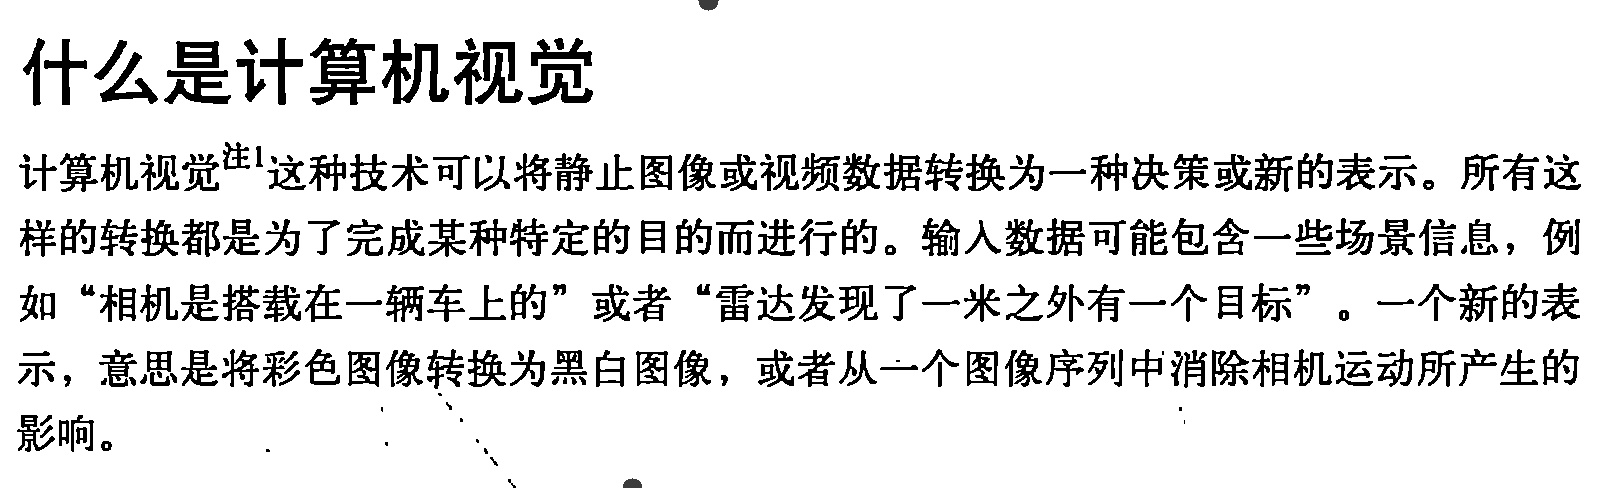 什么是计算机视觉
计算机视觉注1这种技术可以将静止图像或视频数据转换为一种决策或新的表示。所有这
样的转换都是为了完成某种特定的目的而进行的。输入数据可能包含一些场景信息，例
如“相机是搭载在一辆车上的”或者“雷达发现了一米之外有一个目标”。一个新的表
示，意思是将彩色图像转换为黑白图像，或者从一个图像序列中消除相机运动所产生的
影响。